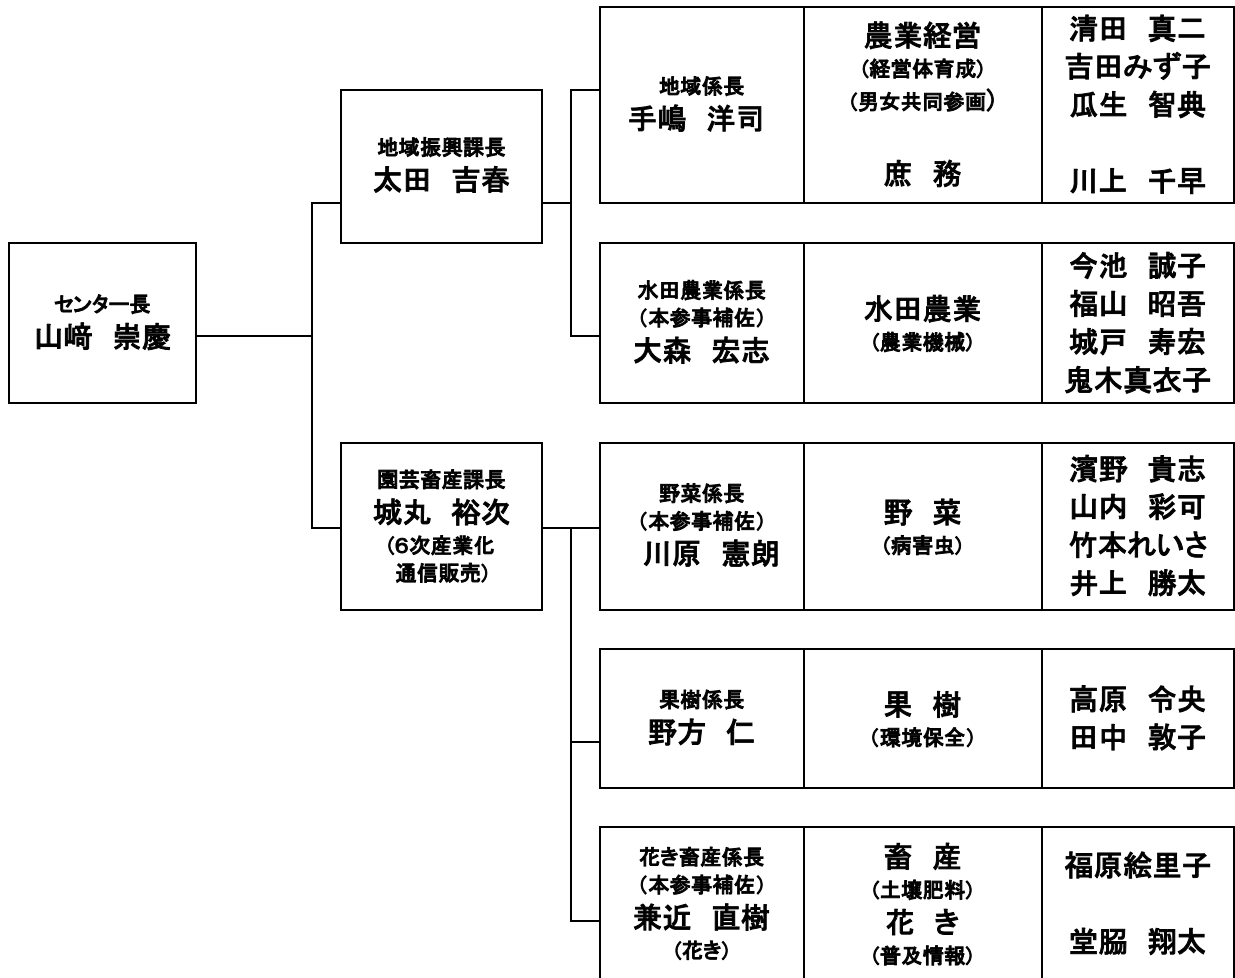 センター長
山﨑　崇慶
地域振興課長
太田　吉春
地域係長
手嶋　洋司
農業経営
（経営体育成）
（男女共同参画）
庶　務
清田　真二
吉田みず子
瓜生　智典
川上　千早
水田農業係長
（本参事補佐）
大森　宏志
水田農業
（農業機械）
今池　誠子
福山　昭吾
城戸　寿宏
鬼木真衣子
園芸畜産課長
城丸　裕次
（６次産業化
通信販売）
野菜係長
（本参事補佐）
川原　憲朗
野　菜
（病害虫）
濱野　貴志
山内　彩可
竹本れいさ
井上　勝太
果樹係長
野方　仁
果　樹
（環境保全）
高原　令央
田中　敦子
花き畜産係長
（本参事補佐）
兼近　直樹
（花き）
畜　産
（土壌肥料）
花　き
（普及情報）
福原絵里子
堂脇　翔太